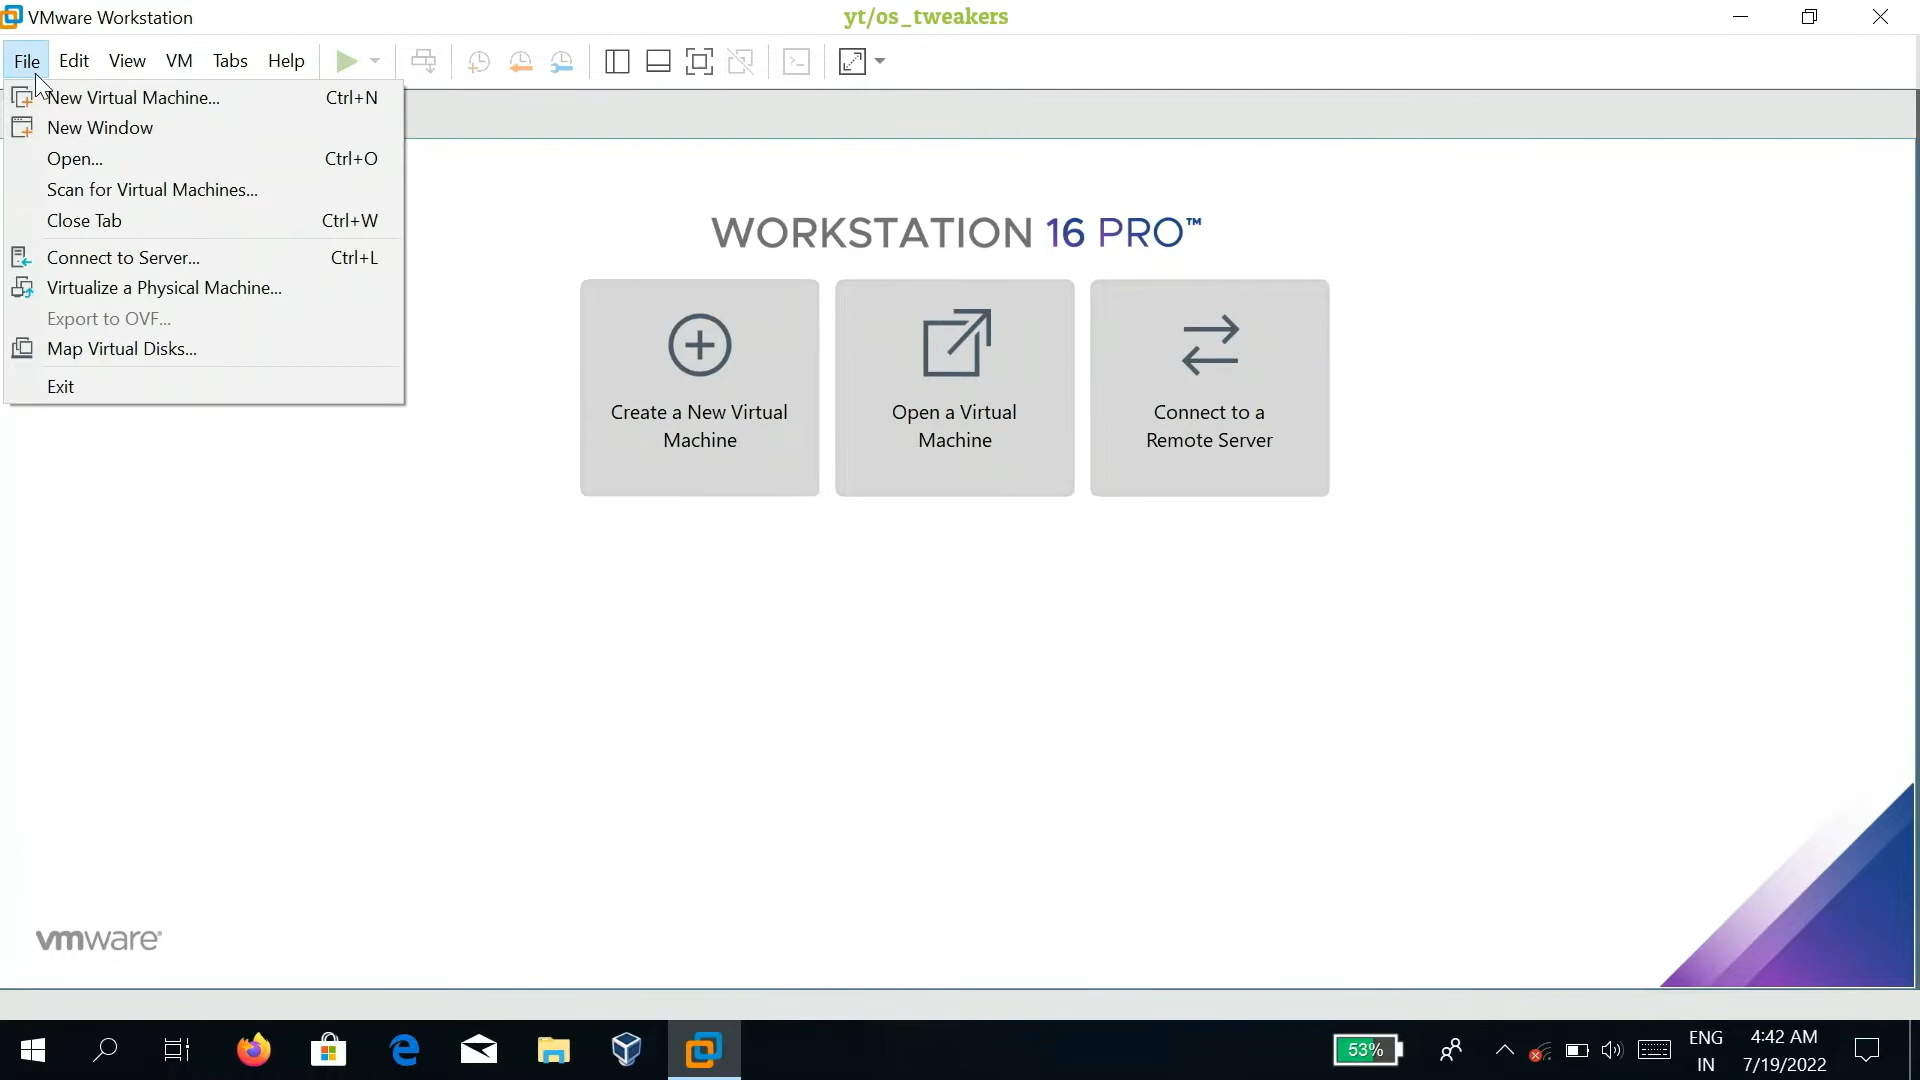 VMware Workstation
yt/os_tweakers
File Edit View VM Tabs Help
New Virtual Machine... Ctrl+N
New Window
Open... Ctrl+O
Scan for Virtual Machines...
Close Tab Ctrl+W
Connect to Server... Ctrl+L
Virtualize a Physical Machine...
Export to OVF...
Map Virtual Disks...
Exit
WORKSTATION 16 PRO™
Create a New Virtual
Machine
Open a Virtual
Machine
Connect to a
Remote Server
vmware®
53%
ENG
IN
4:42 AM
7/19/2022